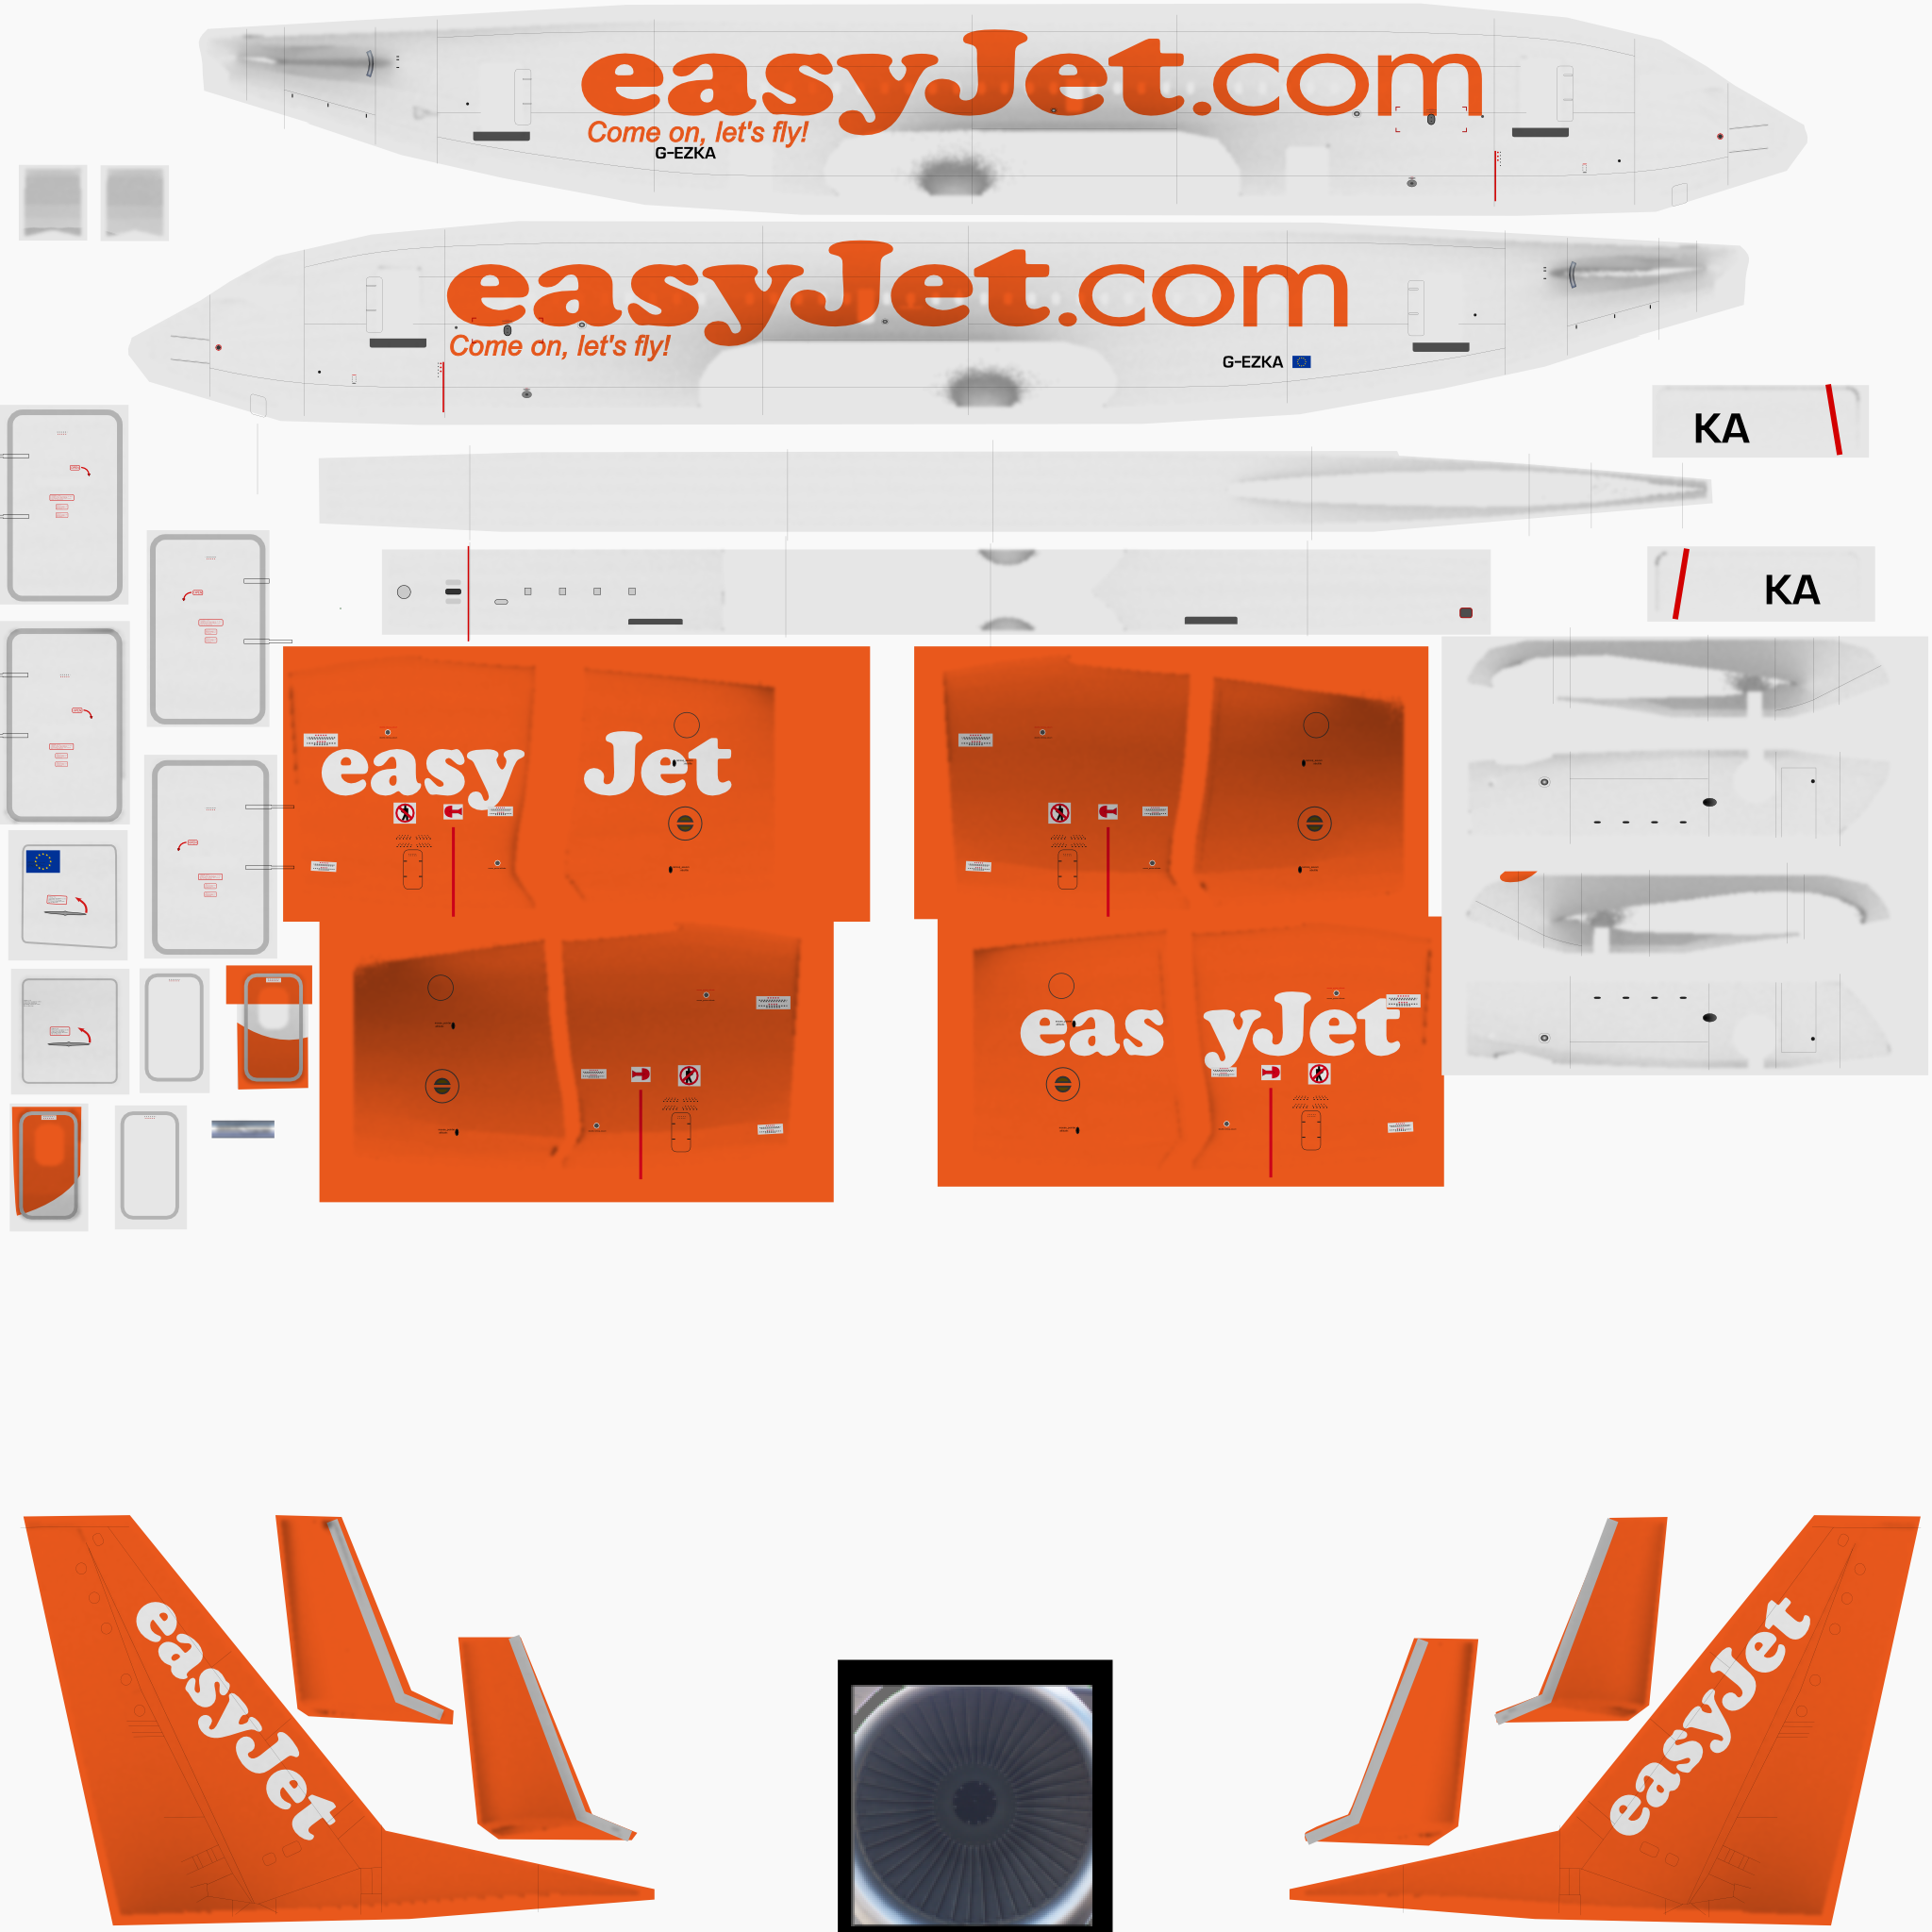 easyJet.com
Come on, let's fly!
G-EZKA
easyJet.com
Come on, let's fly!
G-EZKA
KA
KA
easy Jet
eas yJet
easyJet
easyJet